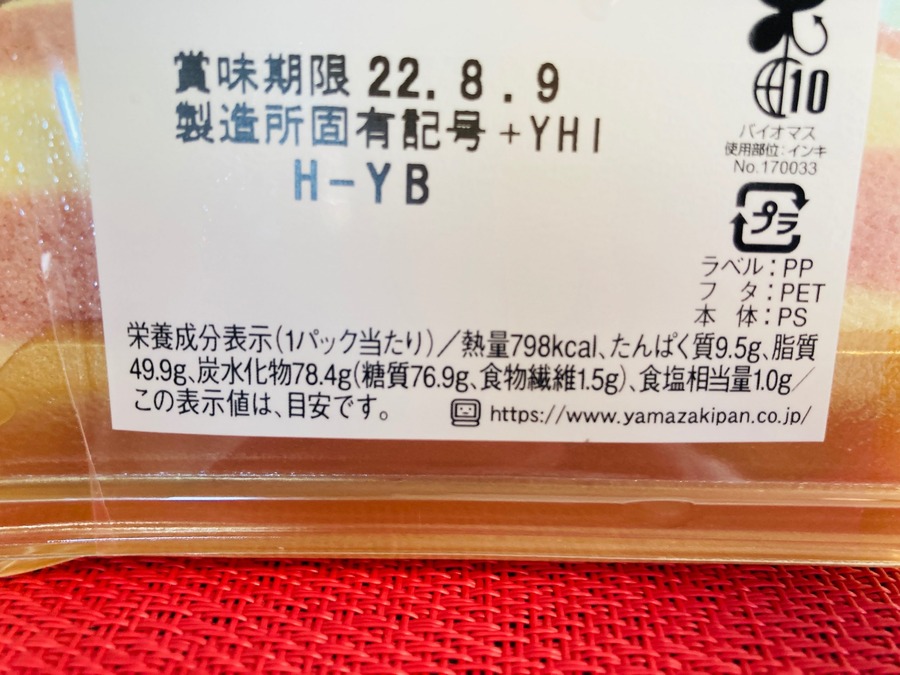 賞味期限 22.8.9
製造所固有記号+YHI
H-YB
10
バイオマス
使用部位:インキ
No.170033
プラ
ラベル:PP
フタ:PET
本体:PS
栄養成分表示(1パック当たり)/熱量798kcal、たんぱく質9.5g、脂質
49.9g、炭水化物78.4g(糖質76.9g、食物繊維1.5g)、食塩相当量1.0g/
この表示値は、目安です。
https://www.yamazakipan.co.jp/